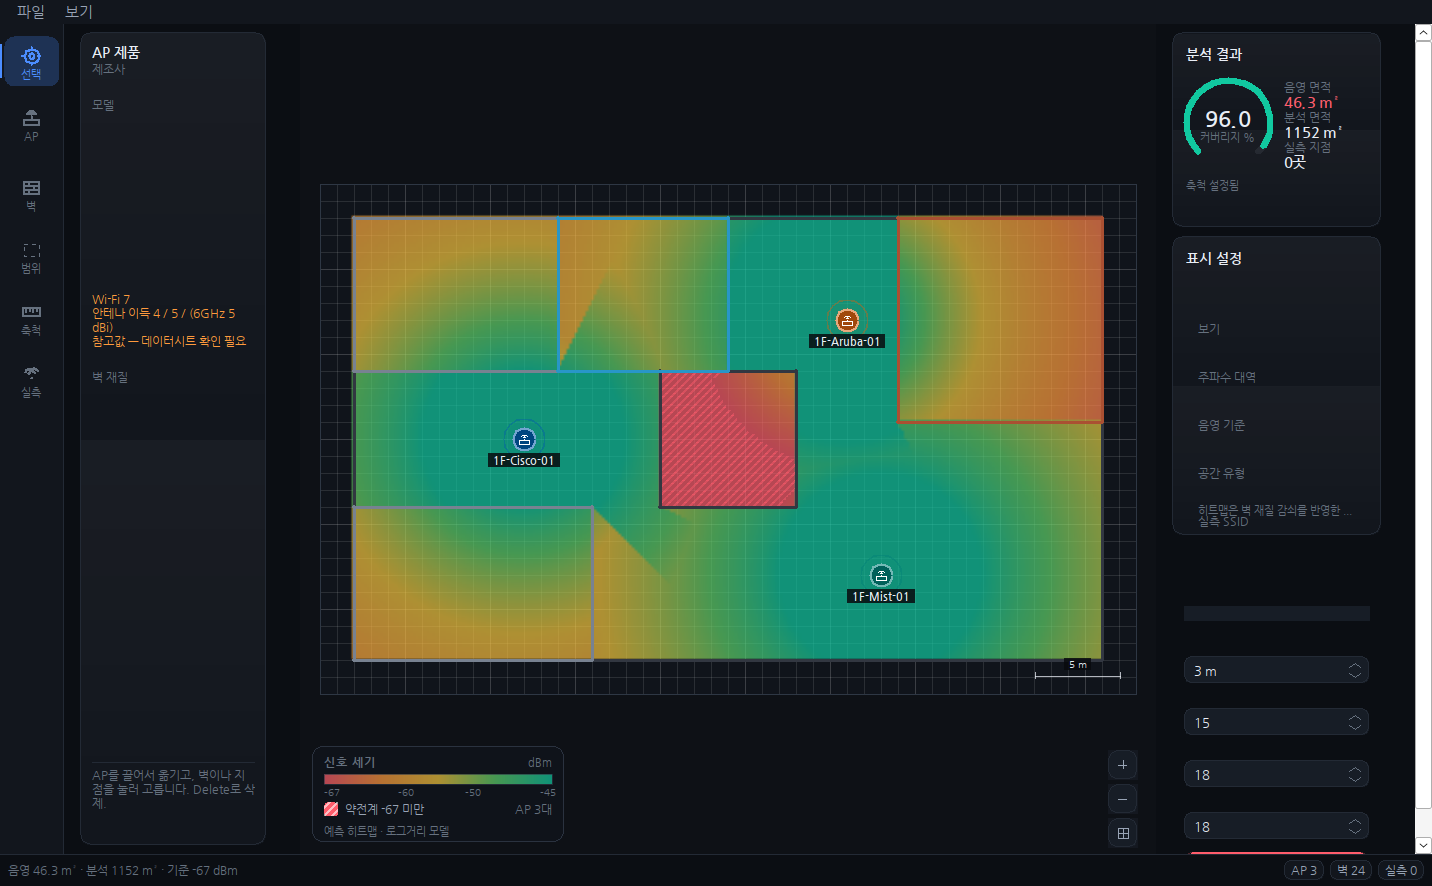 파일 보기
선택
AP
벽
범위
축척
실측
AP 제품
제조사
모델
Wi-Fi 7
안테나 이득 4 / 5 / (6GHz 5
dBi)
참고값 — 데이터시트 확인 필요
벽 재질
AP를 끌어서 옮기고, 벽이나 지
점을 눌러 고릅니다. Delete로 삭
제.
1F-Aruba-01
1F-Cisco-01
1F-Mist-01
5 m
신호 세기 dBm
-67 -60 -50 -45
약전계 -67 미만 AP 3대
예측 히트맵 · 로그거리 모델
분석 결과
96.0
커버리지 %
음영 면적
46.3 m²
분석 면적
1152 m²
실측 지점
0곳
축척 설정됨
표시 설정
보기
주파수 대역
음영 기준
공간 유형
히트맵은 벽 재질 감쇠를 반영한 ...
실측 SSID
3 m
15
18
18
음영 46.3 m² · 분석 1152 m² · 기준 -67 dBm
AP 3 벽 24 실측 0